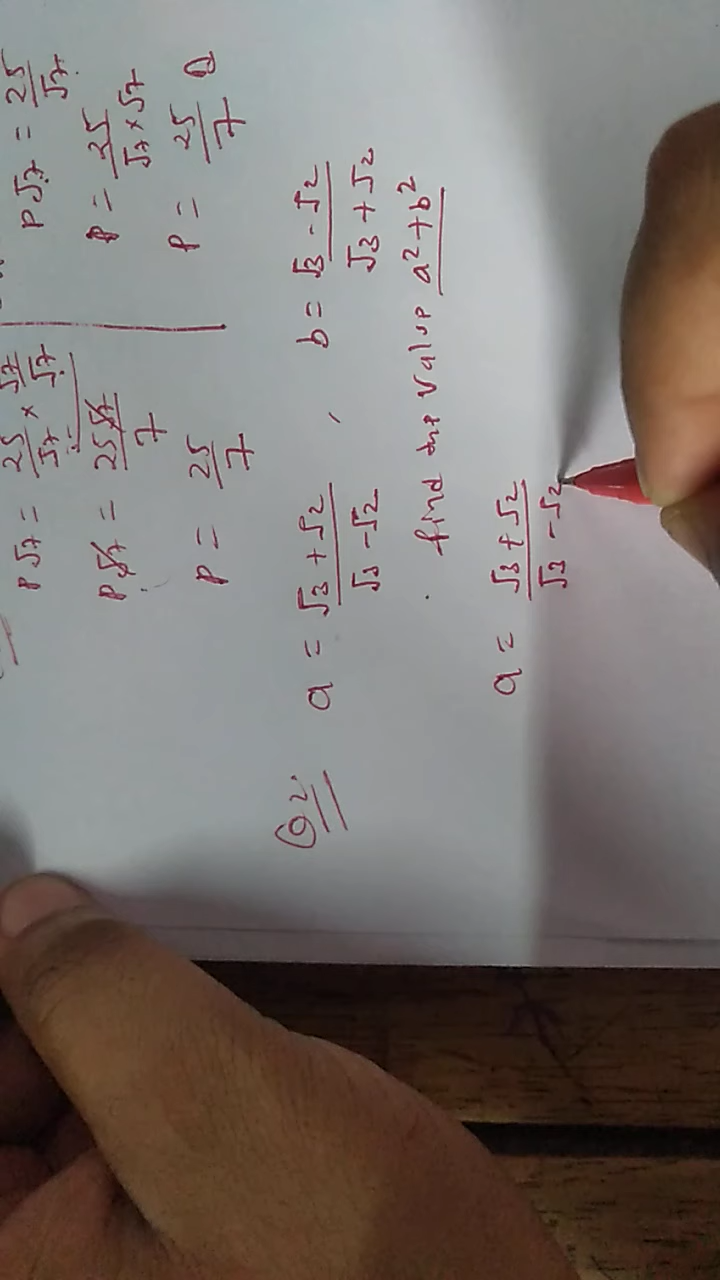 P√7 = 25/√7 × √7/√7
P√7 = 25√7/7
P = 25/7
P√7 = 25/√7
P = 25/√7×√7
P = 25/7
Q2. a = √3+√2/√3-√2 , b = √3-√2/√3+√2
find the value a²+b²
a = √3+√2/√3-√2